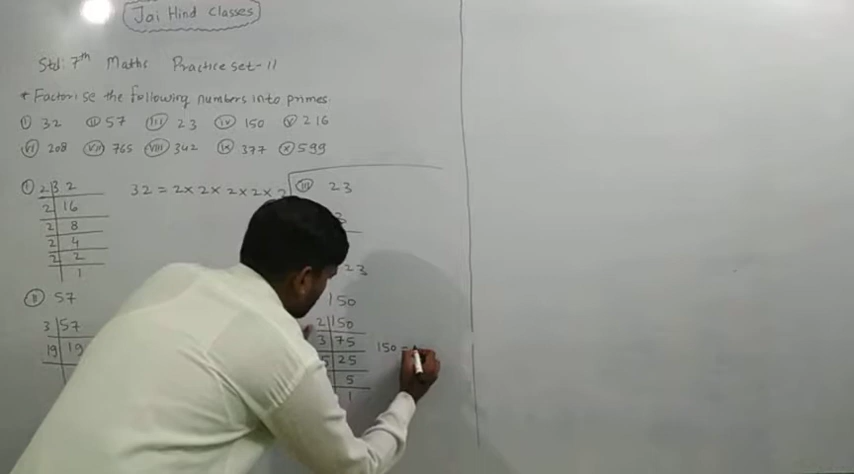 Jai Hind classes
Std: 7th Maths Practice set-11
* Factorise the following numbers into primes.
(i) 32 (ii) 57 (iii) 23 (iv) 150 (v) 216
(vi) 208 (vii) 765 (viii) 342 (ix) 377 (x) 599
(i) 2 32
2 16
2 8
2 4
2 2
1
32 = 2 x 2 x 2 x 2 x 2
(ii) 57
3 57
19 19
(iii) 23
3
23
150
2 150
3 75
5 25
5
1
150 =